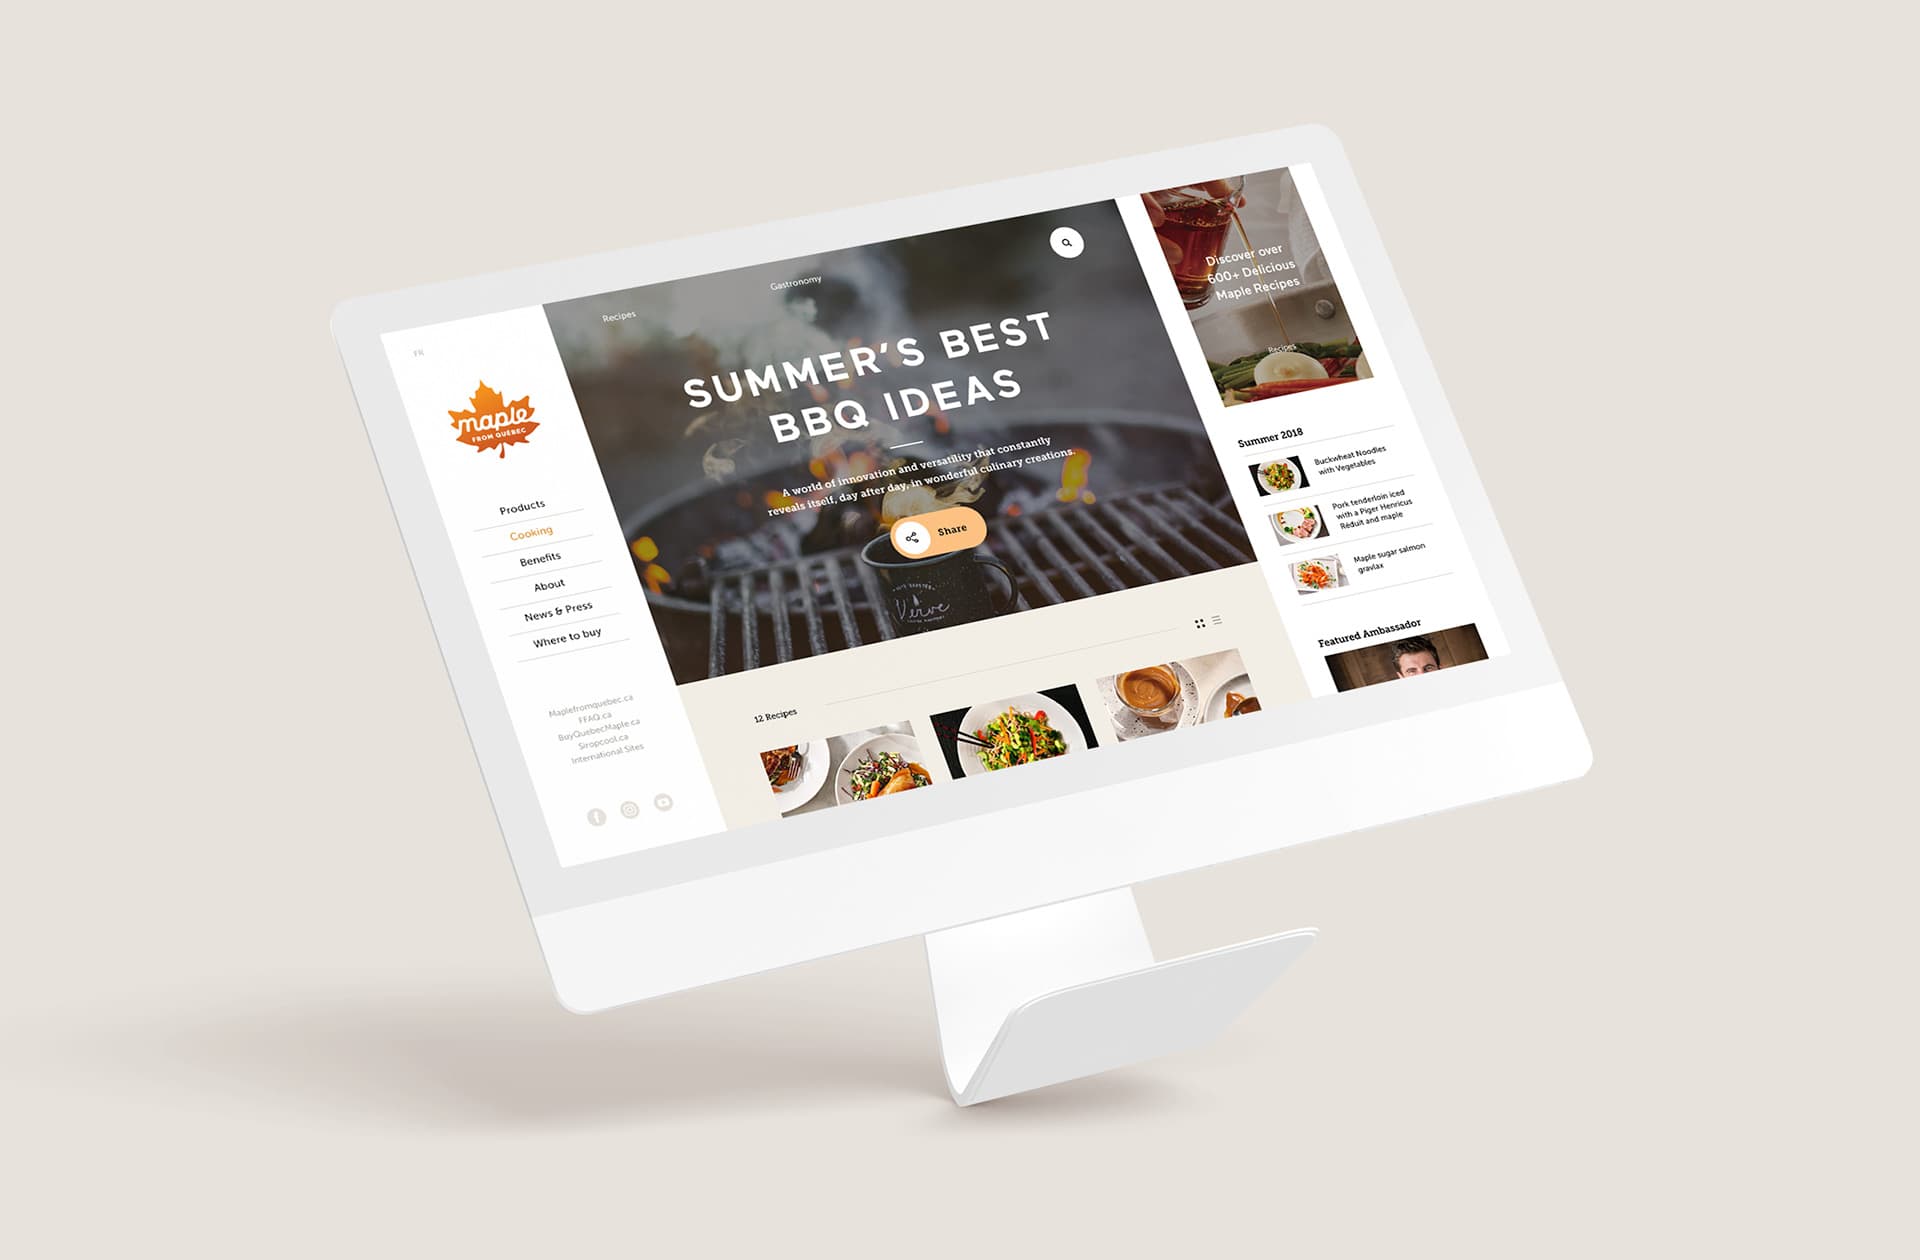 FR
maple
FROM QUÉBEC
Products
Cooking
Benefits
About
News & Press
Where to buy
Maplefromquebec.ca
FPAQ.ca
BuyQuebecMaple.ca
Siropcool.ca
International Sites
Recipes
Gastronomy
SUMMER'S BEST
BBQ IDEAS
A world of innovation and versatility that constantly
reveals itself, day after day, in wonderful culinary creations.
Share
Verve
12 Recipes
Discover over
600+ Delicious
Maple Recipes
Recipes
Summer 2018
Buckwheat Noodles
with Vegetables
Pork tenderloin iced
with a Piger Henricus
Réduit and maple
Maple sugar salmon
gravlax
Featured Ambassador